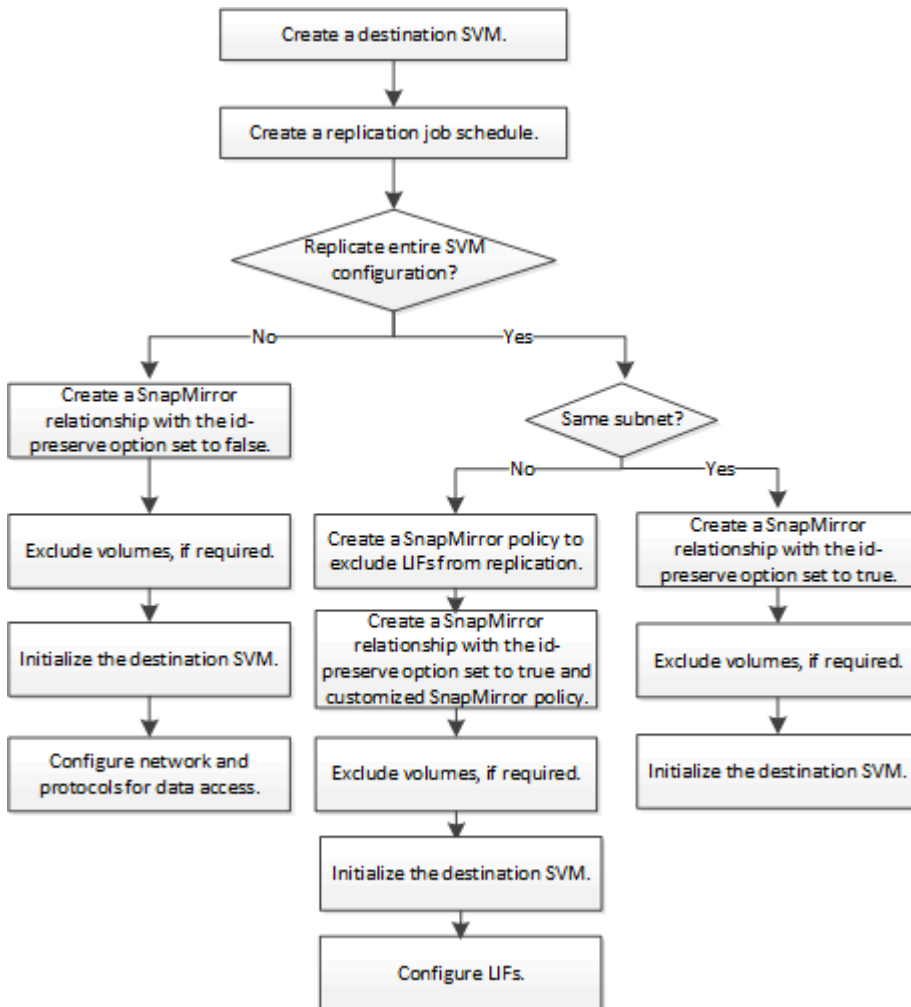 Create a destination SVM.
Create a replication job schedule.
Replicate entire SVM
configuration?
No
Yes
Create a SnapMirror
relationship with the id-
preserve option set to false.
Same subnet?
No
Yes
Exclude volumes, if required.
Create a SnapMirror policy to
exclude LIFs from replication.
Create a SnapMirror
relationship with the id-
preserve option set to true.
Initialize the destination SVM.
Create a SnapMirror
relationship with the id-
preserve option set to true and
customized SnapMirror policy.
Exclude volumes, if required.
Configure network and
protocols for data access.
Exclude volumes, if required.
Initialize the destination SVM.
Initialize the destination SVM.
Configure LIFs.